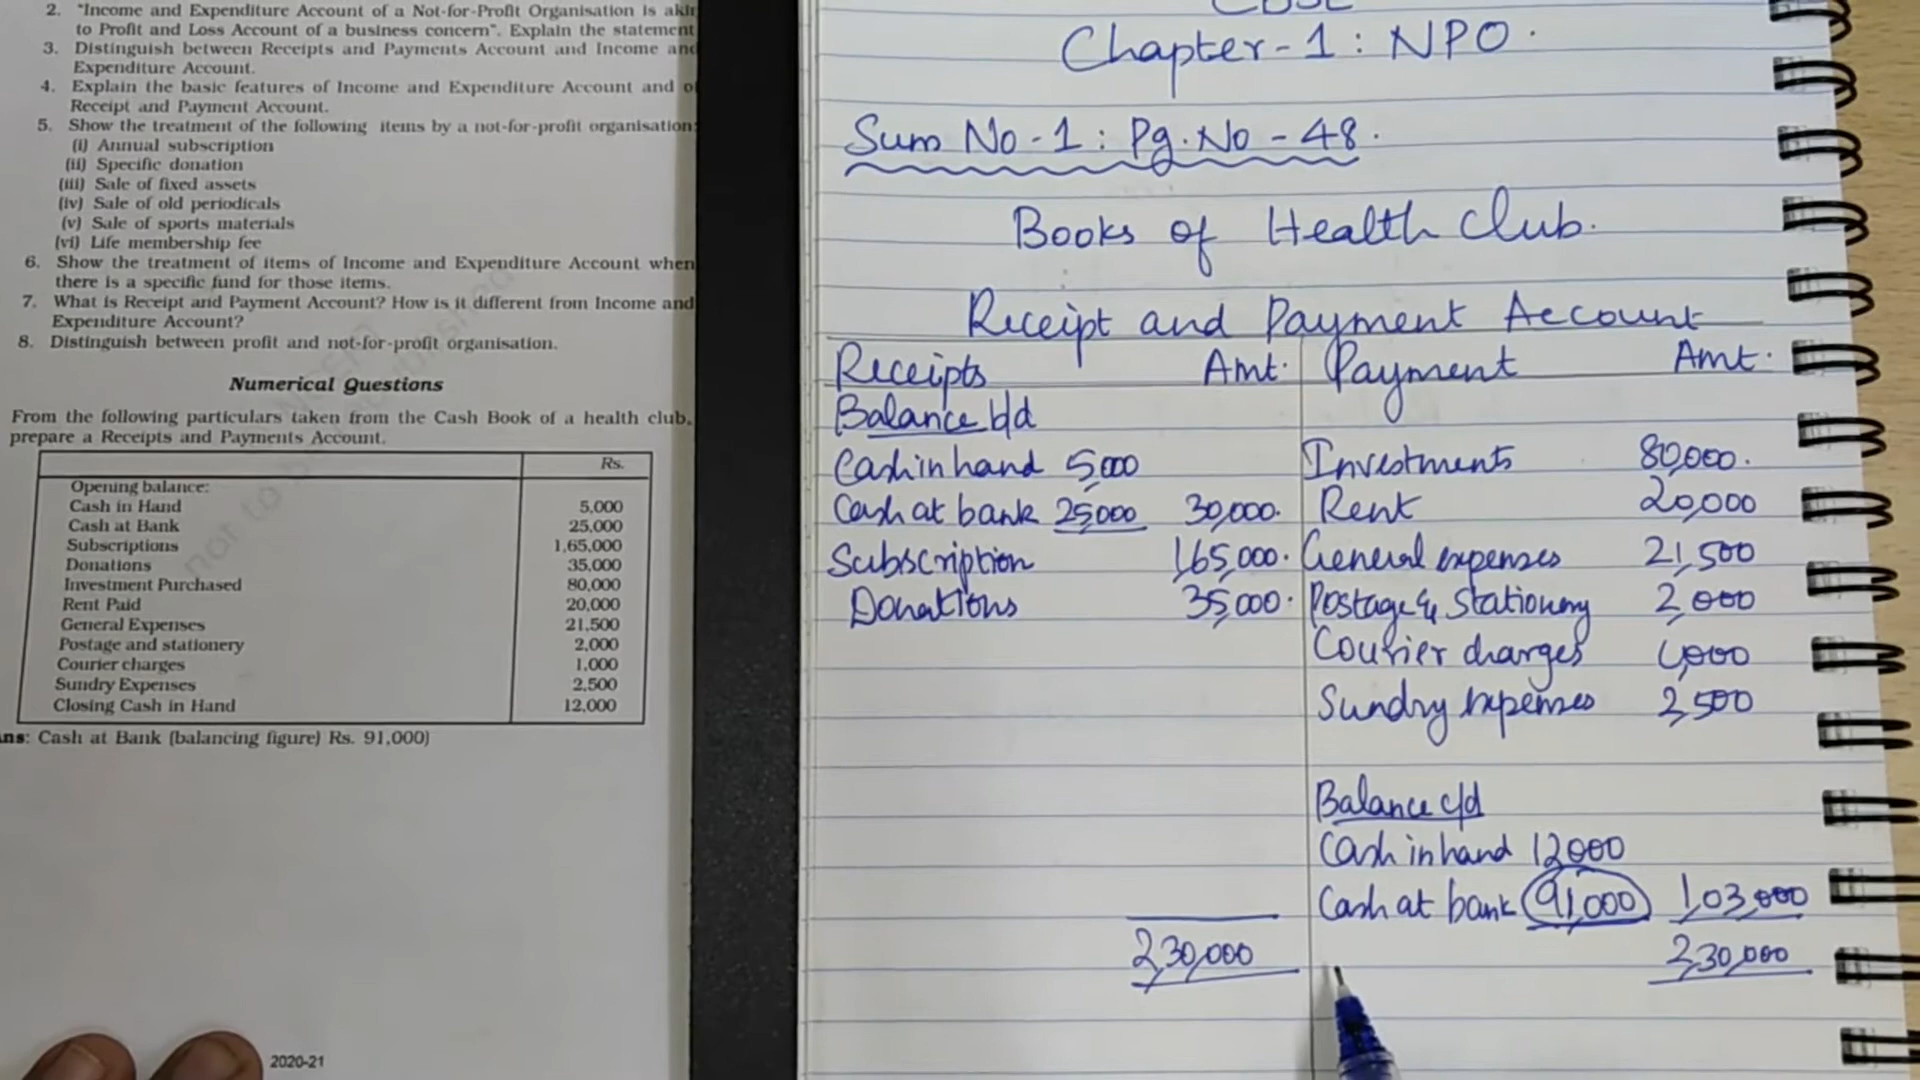 2. "Income and Expenditure Account of a Not-for-Profit Organisation is akin
to Profit and Loss Account of a business concern". Explain the statement
3. Distinguish between Receipts and Payments Account and Income and
Expenditure Account.
4. Explain the basic features of Income and Expenditure Account and of
Receipt and Payment Account.
5. Show the treatment of the following items by a not-for-profit organisation:
(i) Annual subscription
(ii) Specific donation
(iii) Sale of fixed assets
(iv) Sale of old periodicals
(v) Sale of sports materials
(vi) Life membership fee
6. Show the treatment of items of Income and Expenditure Account when
there is a specific fund for those items.
7. What is Receipt and Payment Account? How is it different from Income and
Expenditure Account?
8. Distinguish between profit and not-for-profit organisation.
Numerical Questions
From the following particulars taken from the Cash Book of a health club,
prepare a Receipts and Payments Account.
Rs.
Opening balance:
Cash in Hand 5,000
Cash at Bank 25,000
Subscriptions 1,65,000
Donations 35,000
Investment Purchased 80,000
Rent Paid 20,000
General Expenses 21,500
Postage and stationery 2,000
Courier charges 1,000
Sundry Expenses 2,500
Closing Cash in Hand 12,000
ns: Cash at Bank (balancing figure) Rs. 91,000)
2020-21
not to be republished
CBSE
Chapter-1: NPO.
Sum No-1: Pg.No-48.
Books of Health Club.
Receipt and Payment Account
Receipts Amt. Payment Amt.
Balance b/d
Cash in hand 5,000 Investments 80,000.
Cash at bank 25,000 30,000. Rent 20,000
Subscription 1,65,000. General expenses 21,500
Donations 35,000. Postage & Stationery 2,000
Courier charges 1,000
Sundry expenses 2,500
Balance c/d
Cash in hand 12000
Cash at bank 91,000 1,03,000
2,30,000 2,30,000